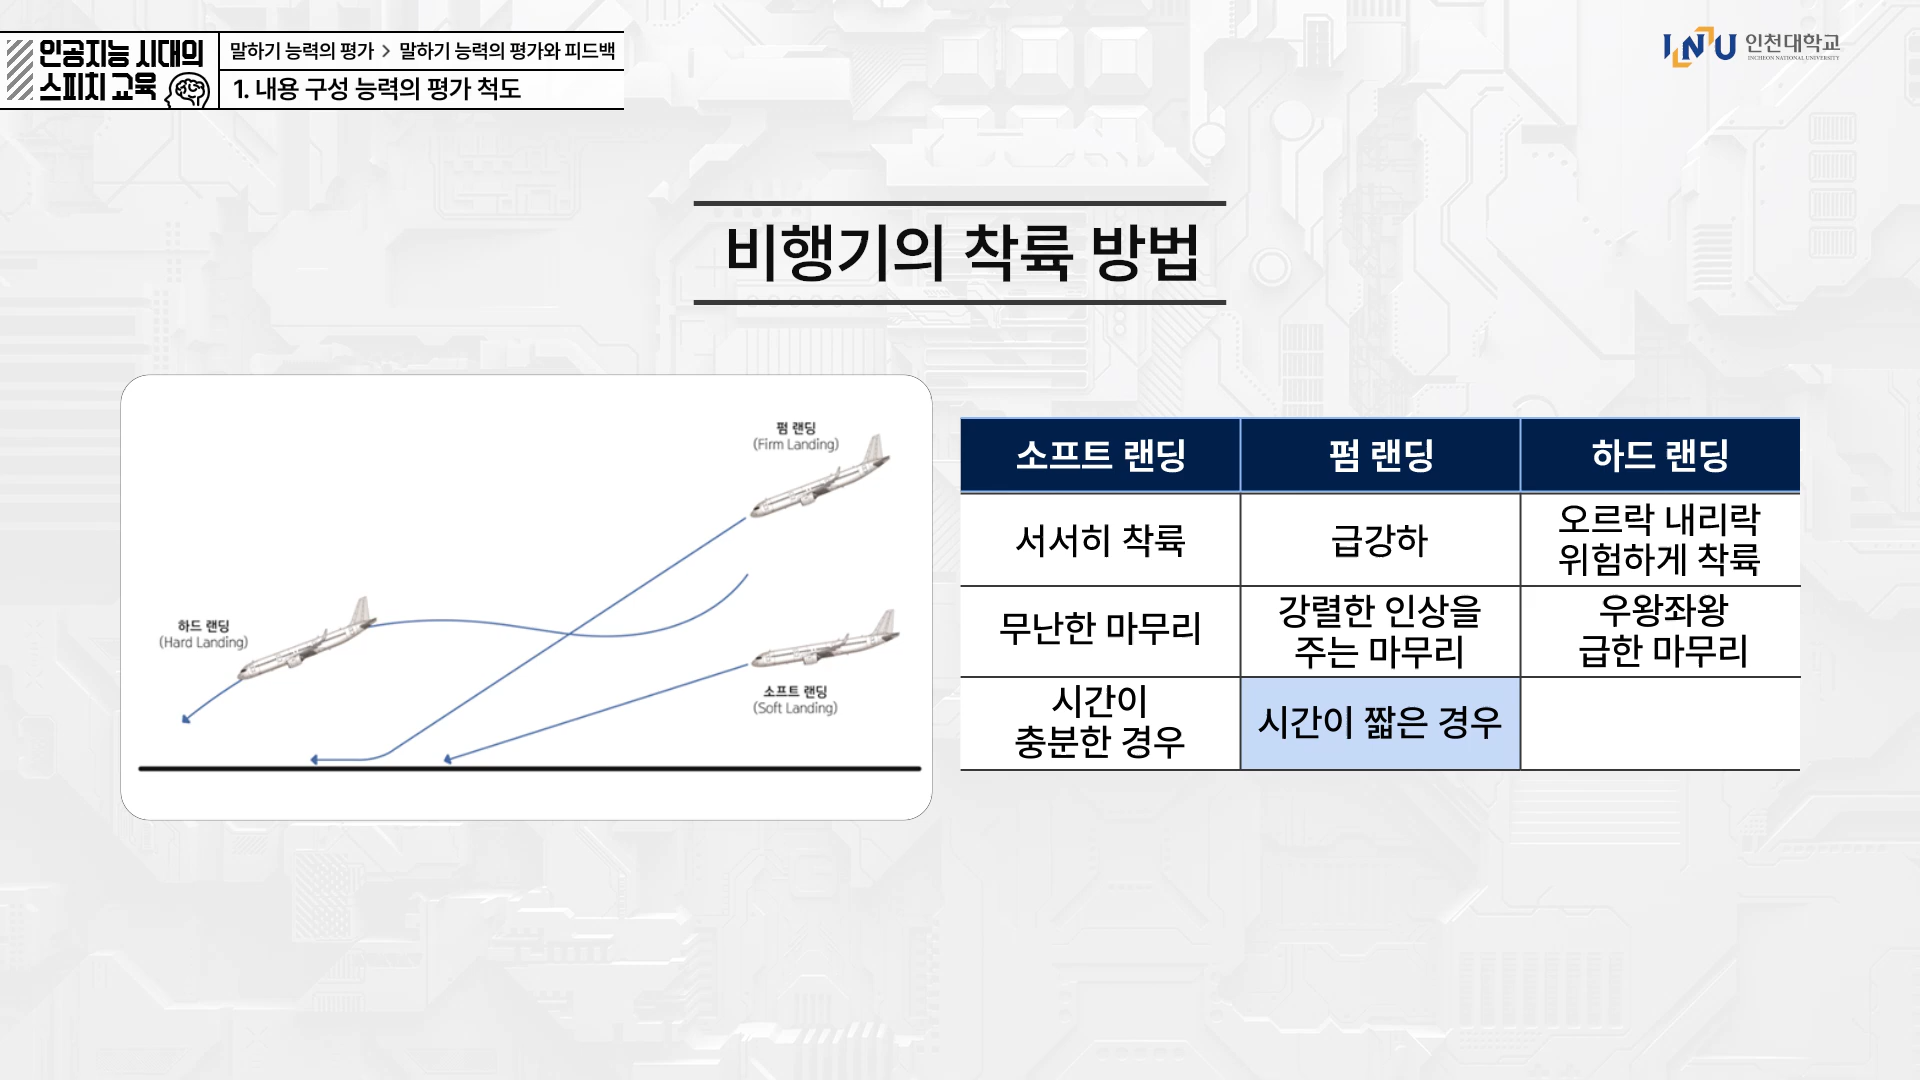 인공지능 시대의
스피치 교육
말하기 능력의 평가 > 말하기 능력의 평가와 피드백
1. 내용 구성 능력의 평가 척도
INU 인천대학교
INCHEON NATIONAL UNIVERSITY
비행기의 착륙 방법
펌 랜딩
(Firm Landing)
하드 랜딩
(Hard Landing)
소프트 랜딩
(Soft Landing)
소프트 랜딩
펌 랜딩
하드 랜딩
서서히 착륙
급강하
오르락 내리락
위험하게 착륙
무난한 마무리
강렬한 인상을
주는 마무리
우왕좌왕
급한 마무리
시간이
충분한 경우
시간이 짧은 경우